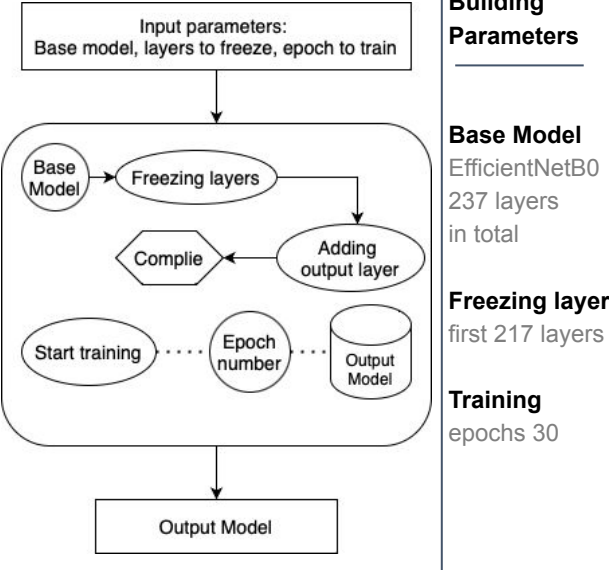 Input parameters:
Base model, layers to freeze, epoch to train
Base
Model
Freezing layers
Adding
output layer
Complie
Start training
Epoch
number
Output
Model
Output Model
Building
Parameters
Base Model
EfficientNetB0
237 layers
in total
Freezing layer
first 217 layers
Training
epochs 30